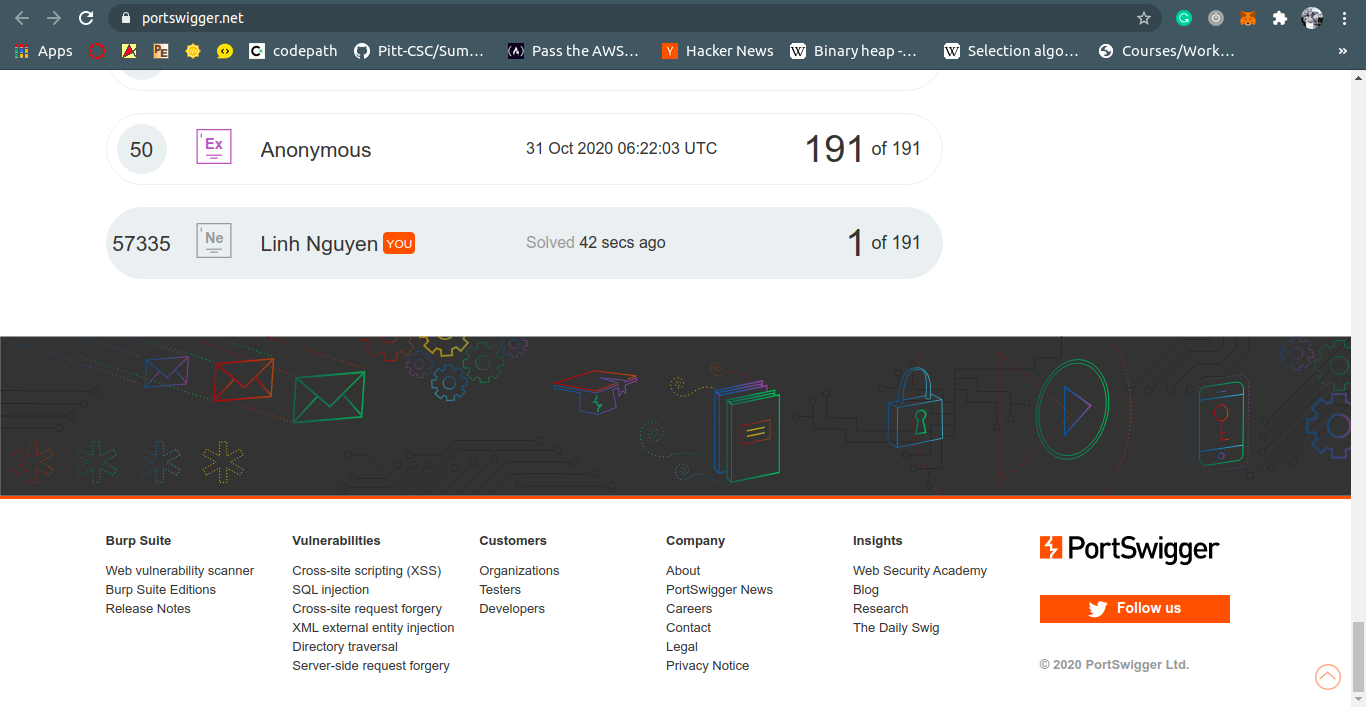 portswigger.net
Apps
PE
codepath
Pitt-CSC/Sum...
Pass the AWS...
Y
Hacker News
W
Binary heap -...
W
Selection algo...
Courses/Work...
»
50
Ex
Anonymous
31 Oct 2020 06:22:03 UTC
191 of 191
57335
Ne
Linh Nguyen YOU
Solved 42 secs ago
1 of 191
Burp Suite
Web vulnerability scanner
Burp Suite Editions
Release Notes
Vulnerabilities
Cross-site scripting (XSS)
SQL injection
Cross-site request forgery
XML external entity injection
Directory traversal
Server-side request forgery
Customers
Organizations
Testers
Developers
Company
About
PortSwigger News
Careers
Contact
Legal
Privacy Notice
Insights
Web Security Academy
Blog
Research
The Daily Swig
PortSwigger
Follow us
© 2020 PortSwigger Ltd.